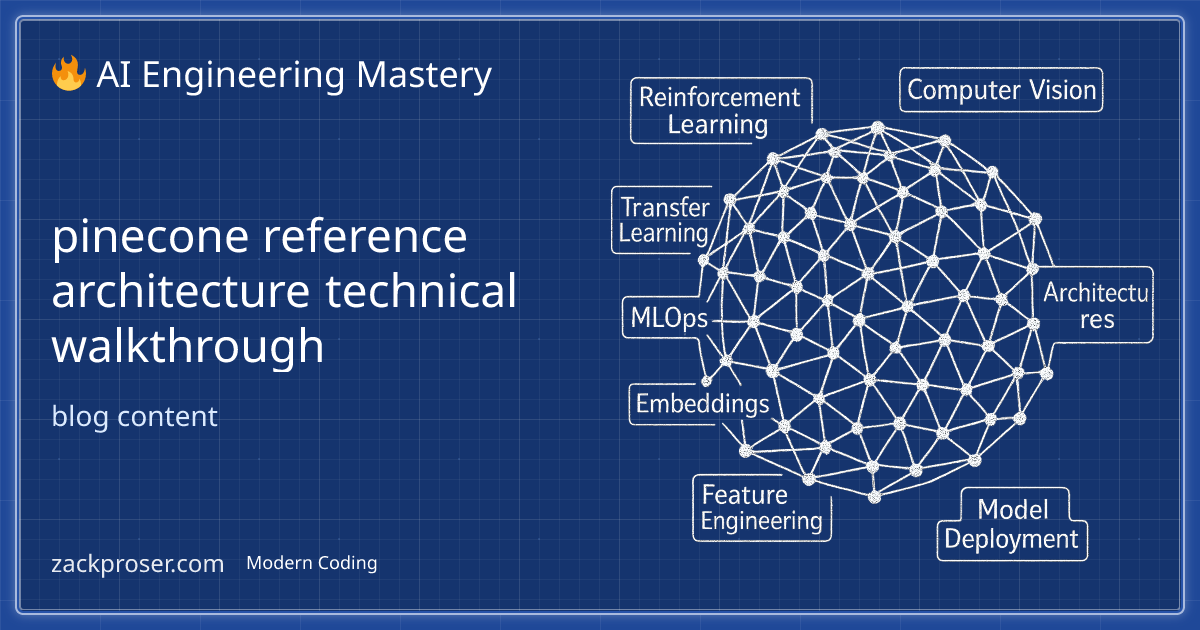 🔥 AI Engineering Mastery
pinecone reference
architecture technical
walkthrough
blog content
zackproser.com
Modern Coding
Reinforcement
Learning
Computer Vision
Transfer
Learning
MLOps
Architectu
res
Embeddings
Feature
Engineering
Model
Deployment